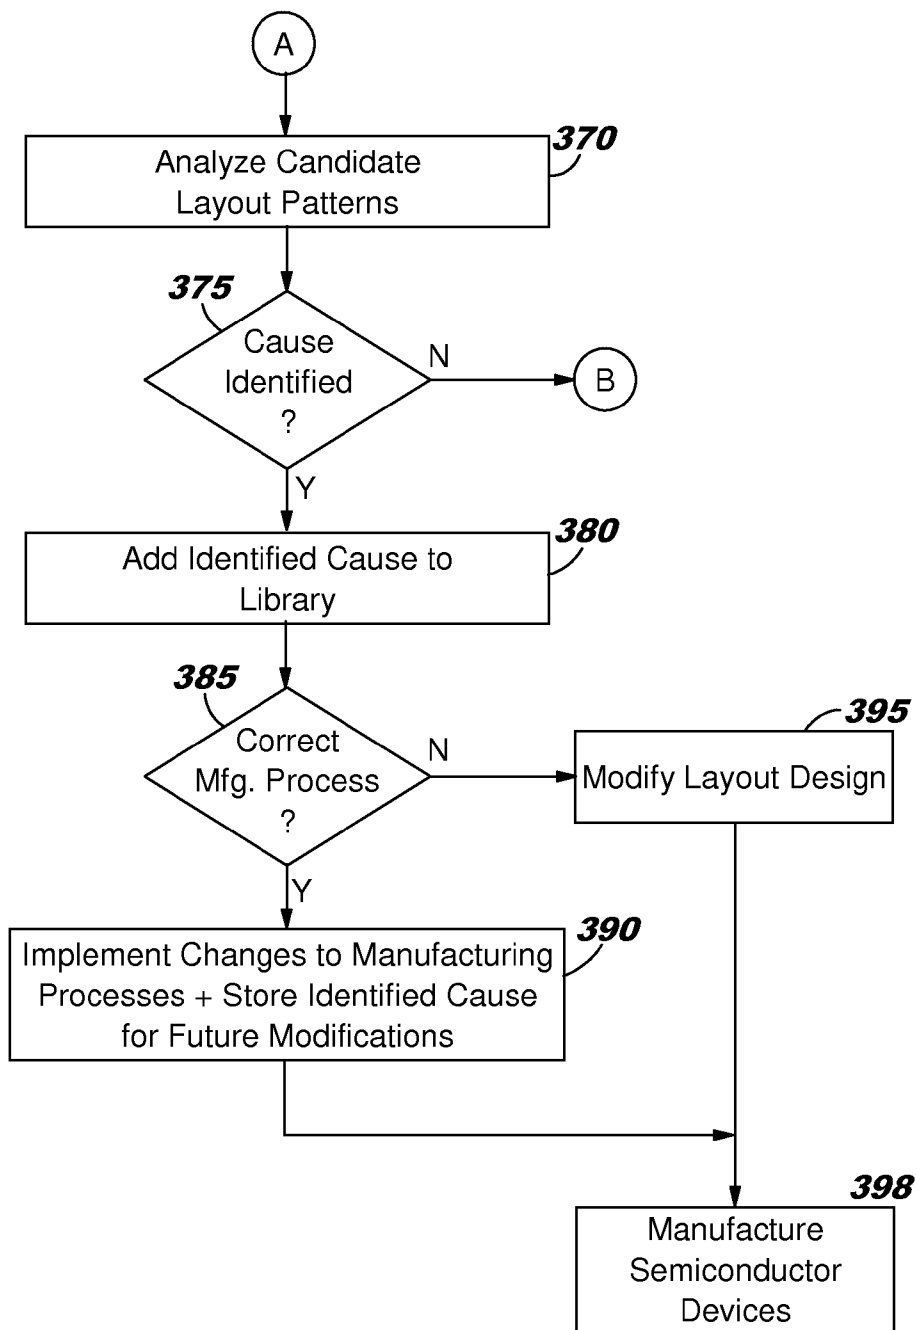 A
370
Analyze Candidate
Layout Patterns
375
Cause
Identified
?
N
B
Y
380
Add Identified Cause to
Library
385
Correct
Mfg. Process
?
N
395
Modify Layout Design
Y
390
Implement Changes to Manufacturing
Processes + Store Identified Cause
for Future Modifications
398
Manufacture
Semiconductor
Devices